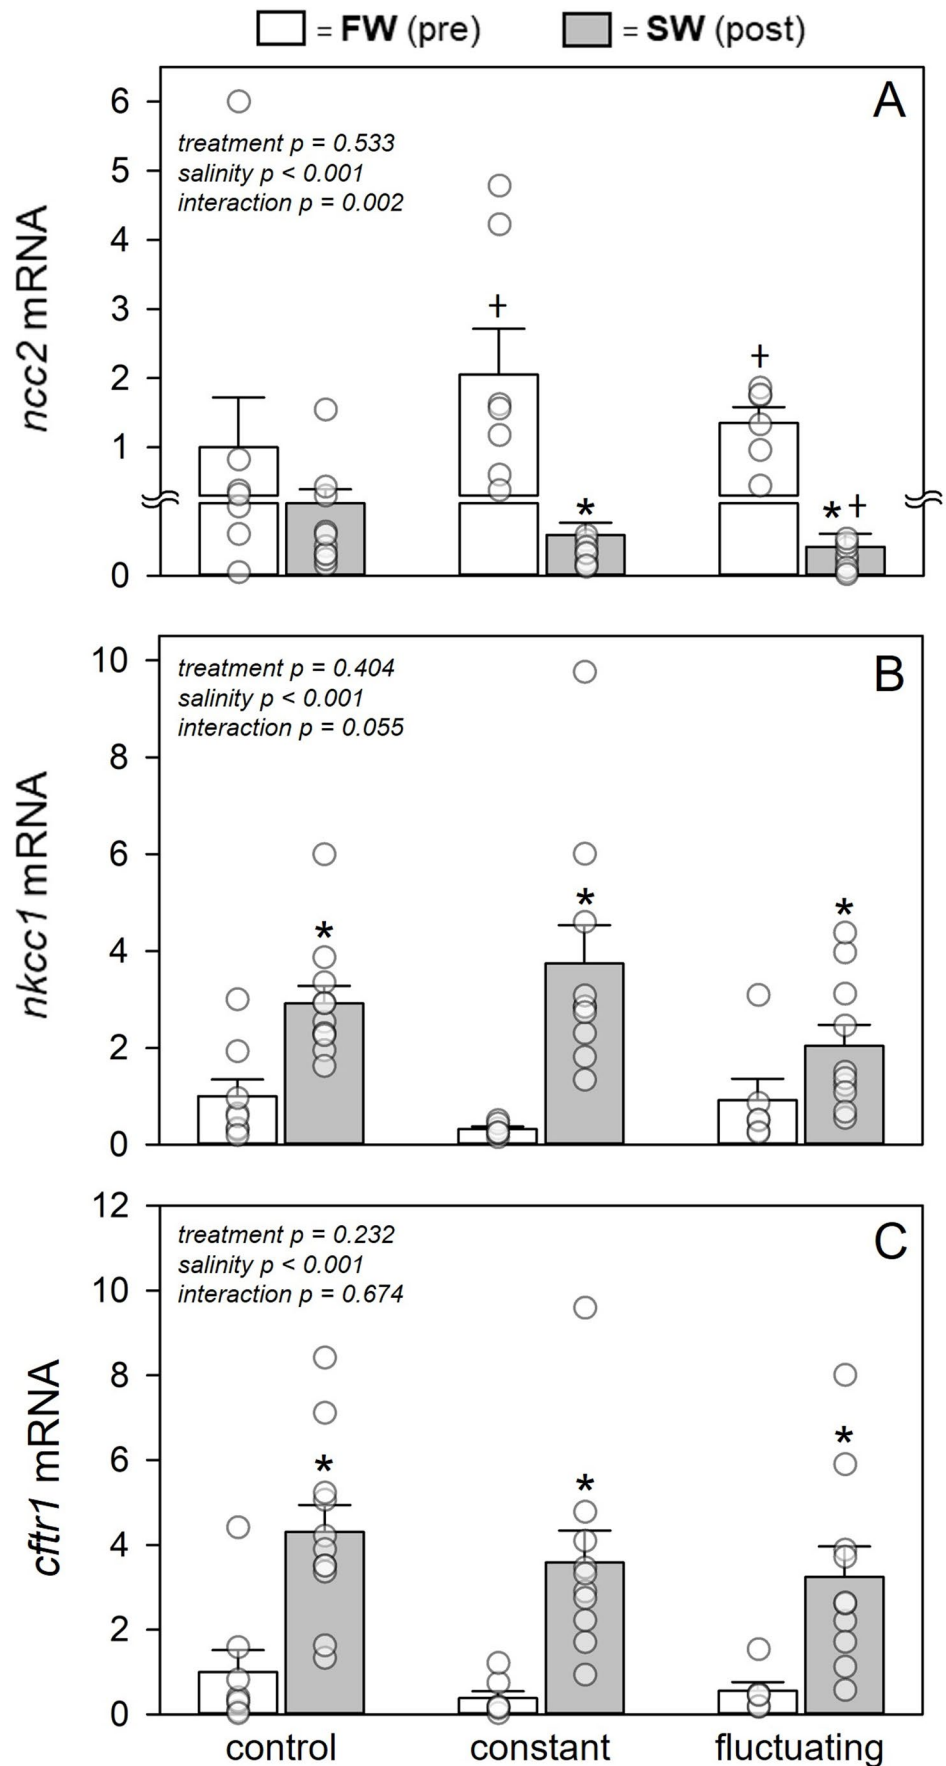 = FW (pre) = SW (post)
A
6
5
4
3
2
1
0
ncc2 mRNA
treatment p = 0.533
salinity p < 0.001
interaction p = 0.002
†
†
*
*†
B
10
8
6
4
2
0
nkcc1 mRNA
treatment p = 0.404
salinity p < 0.001
interaction p = 0.055
*
*
*
C
12
10
8
6
4
2
0
cftr1 mRNA
treatment p = 0.232
salinity p < 0.001
interaction p = 0.674
*
*
*
control constant fluctuating